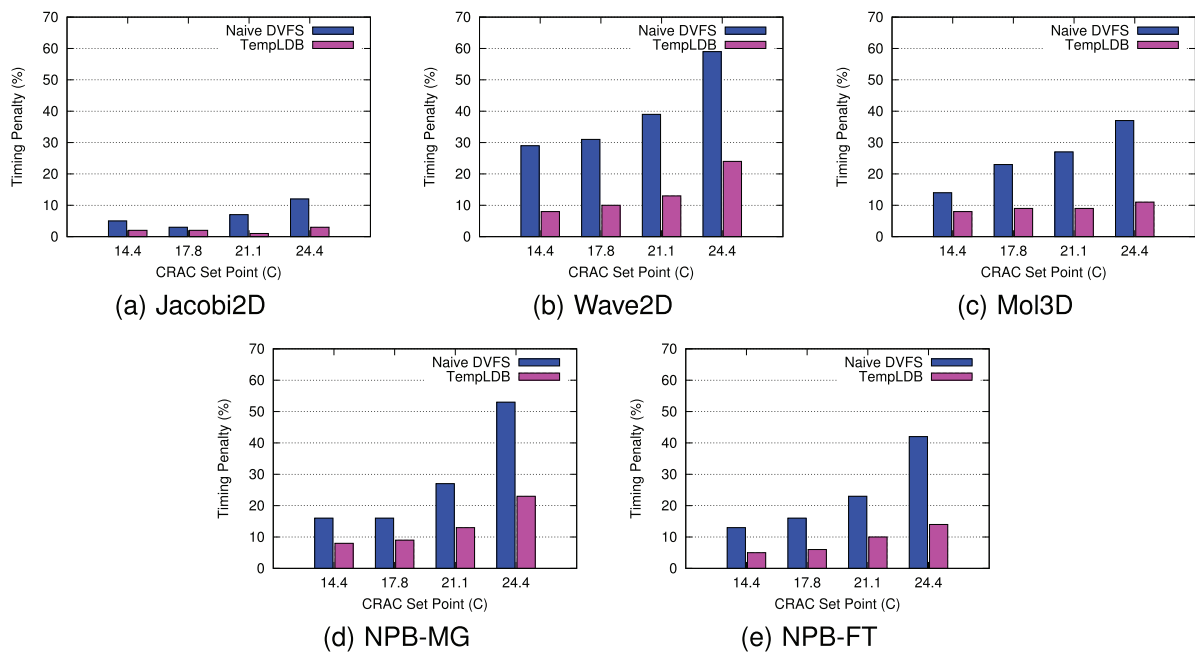 70
60
50
40
30
20
10
0
Timing Penalty (%)
Naive DVFS
TempLDB
14.4 17.8 21.1 24.4
CRAC Set Point (C)
(a) Jacobi2D
70
60
50
40
30
20
10
0
Timing Penalty (%)
Naive DVFS
TempLDB
14.4 17.8 21.1 24.4
CRAC Set Point (C)
(b) Wave2D
70
60
50
40
30
20
10
0
Timing Penalty (%)
Naive DVFS
TempLDB
14.4 17.8 21.1 24.4
CRAC Set Point (C)
(c) Mol3D
70
60
50
40
30
20
10
0
Timing Penalty (%)
Naive DVFS
TempLDB
14.4 17.8 21.1 24.4
CRAC Set Point (C)
(d) NPB-MG
70
60
50
40
30
20
10
0
Timing Penalty (%)
Naive DVFS
TempLDB
14.4 17.8 21.1 24.4
CRAC Set Point (C)
(e) NPB-FT